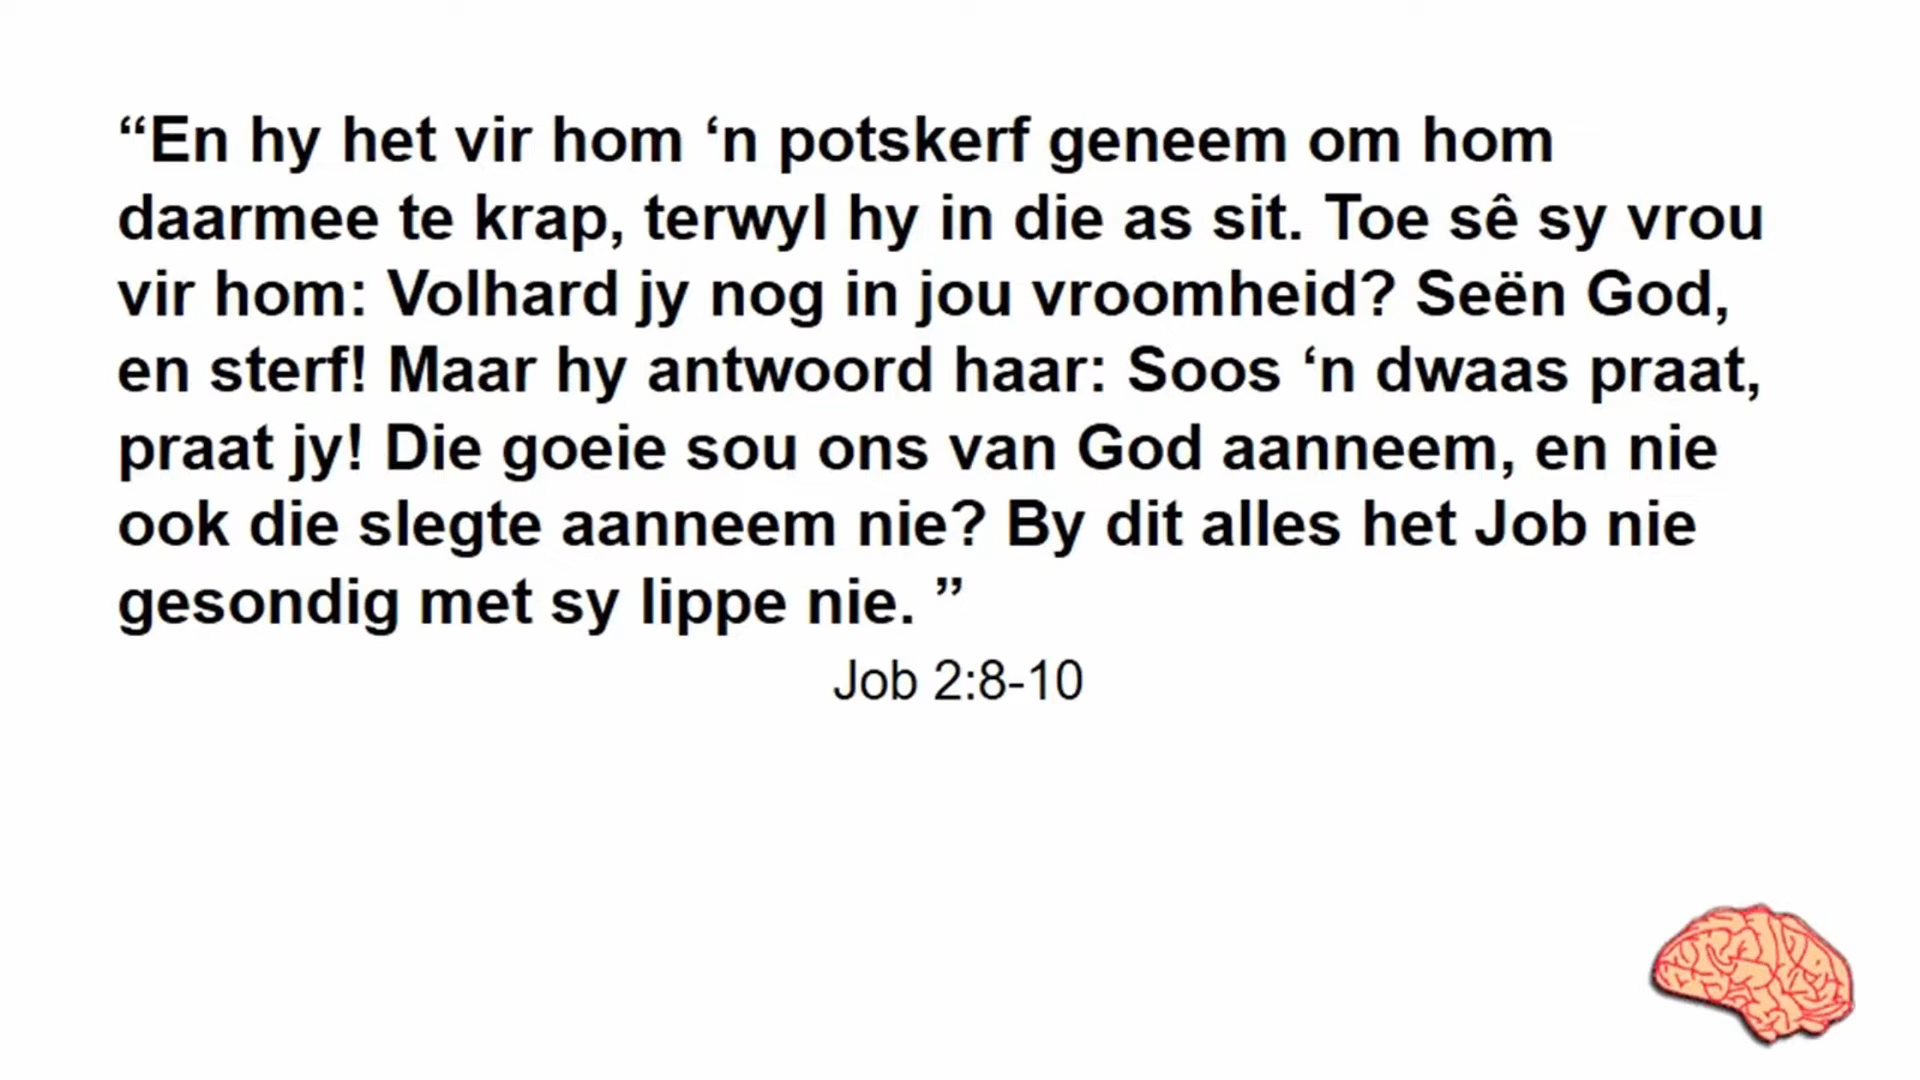 “En hy het vir hom ‘n potskerf geneem om hom
daarmee te krap, terwyl hy in die as sit. Toe sê sy vrou
vir hom: Volhard jy nog in jou vroomheid? Seën God,
en sterf! Maar hy antwoord haar: Soos ‘n dwaas praat,
praat jy! Die goeie sou ons van God aanneem, en nie
ook die slegte aanneem nie? By dit alles het Job nie
gesondig met sy lippe nie. ”
Job 2:8-10